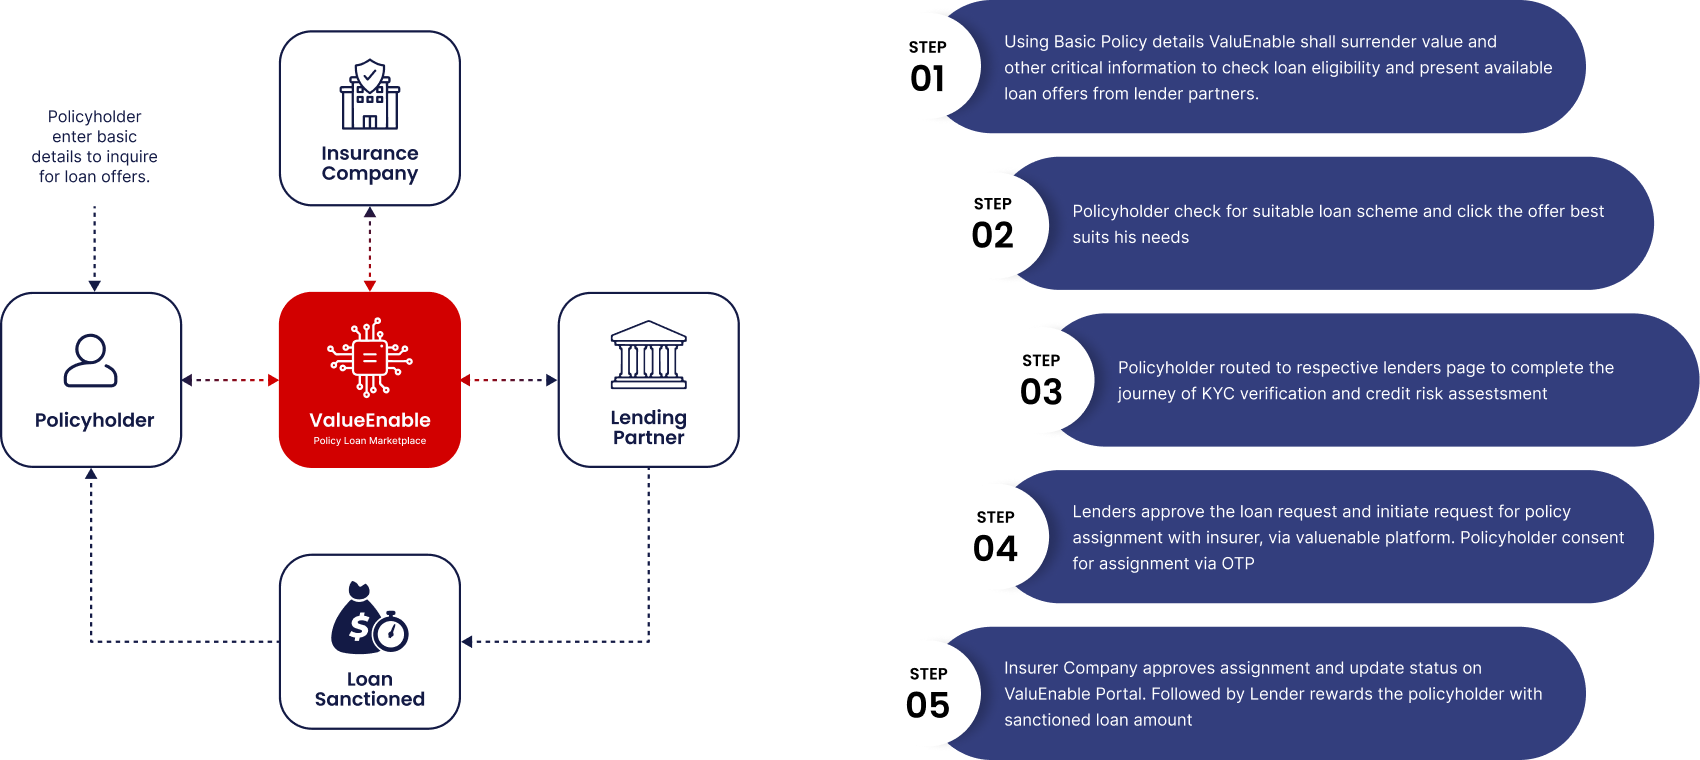 Policyholder
enter basic
details to inquire
for loan offers.
Insurance
Company
Policyholder
ValueEnable
Policy Loan Marketplace
Lending
Partner
Loan
Sanctioned
STEP
01
Using Basic Policy details ValuEnable shall surrender value and
other critical information to check loan eligibility and present available
loan offers from lender partners.
STEP
02
Policyholder check for suitable loan scheme and click the offer best
suits his needs
STEP
03
Policyholder routed to respective lenders page to complete the
journey of KYC verification and credit risk assestsment
STEP
04
Lenders approve the loan request and initiate request for policy
assignment with insurer, via valuenable platform. Policyholder consent
for assignment via OTP
STEP
05
Insurer Company approves assignment and update status on
ValuEnable Portal. Followed by Lender rewards the policyholder with
sanctioned loan amount